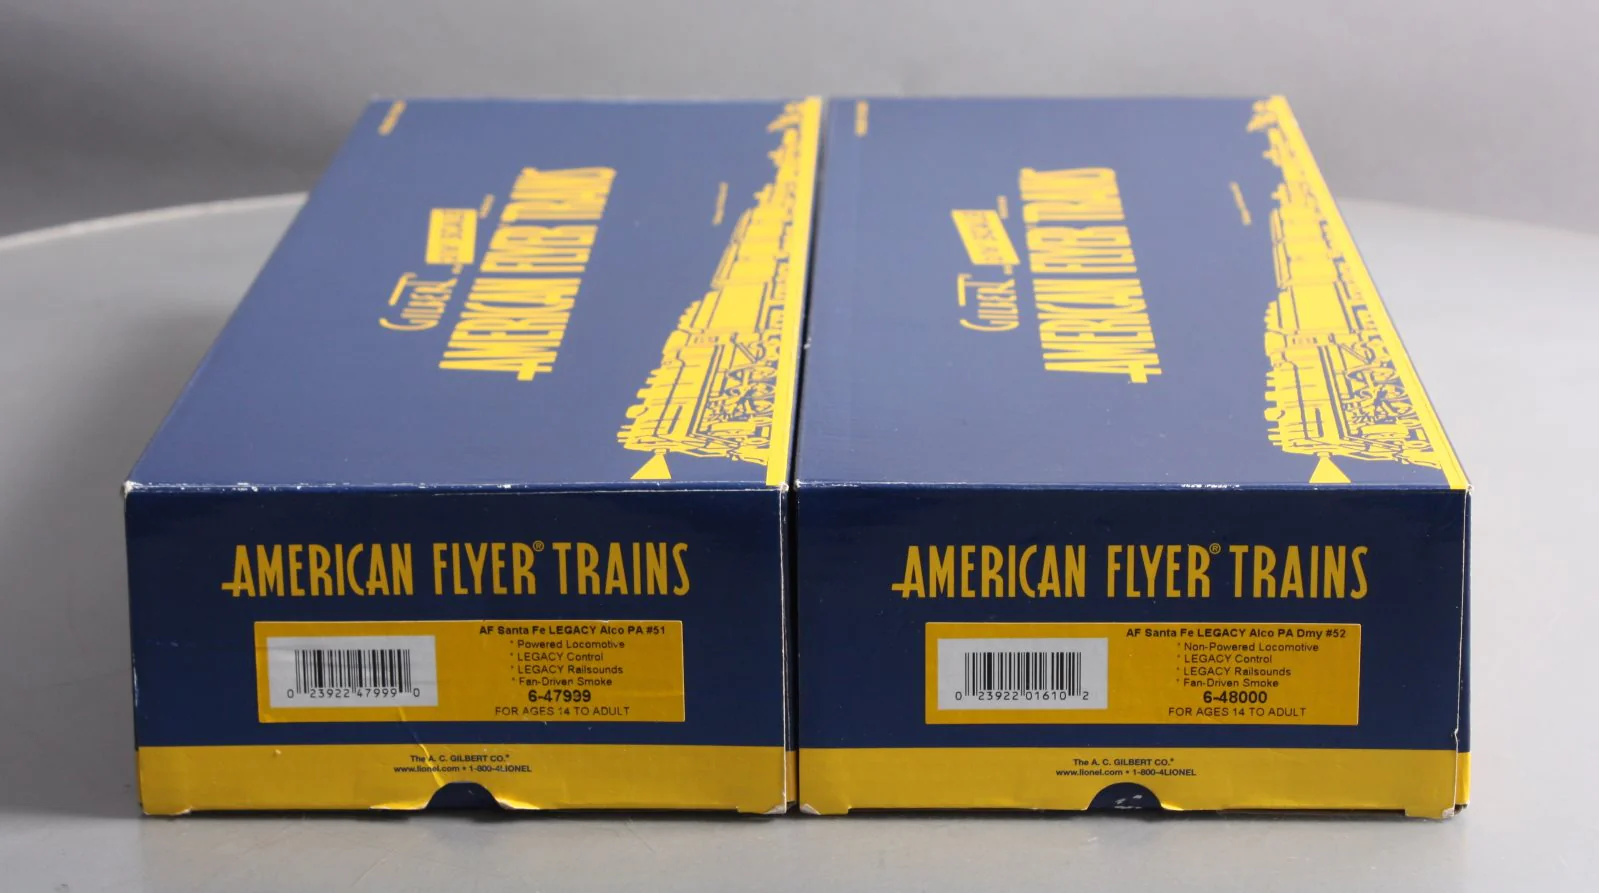 GILBERT
AMERICAN FLYER TRAINS
GILBERT
AMERICAN FLYER TRAINS
AMERICAN FLYER® TRAINS
AF Santa Fe LEGACY Alco PA #51
* Powered Locomotive
* LEGACY Control
* LEGACY Railsounds
* Fan-Driven Smoke
6-47999
FOR AGES 14 TO ADULT
0 23922 47999 0
The A. C. GILBERT CO.®
www.lionel.com • 1-800-4LIONEL
AMERICAN FLYER® TRAINS
AF Santa Fe LEGACY Alco PA Dmy #52
* Non-Powered Locomotive
* LEGACY Control
* LEGACY Railsounds
* Fan-Driven Smoke
6-48000
FOR AGES 14 TO ADULT
0 23922 01610 2
The A. C. GILBERT CO.®
www.lionel.com • 1-800-4LIONEL